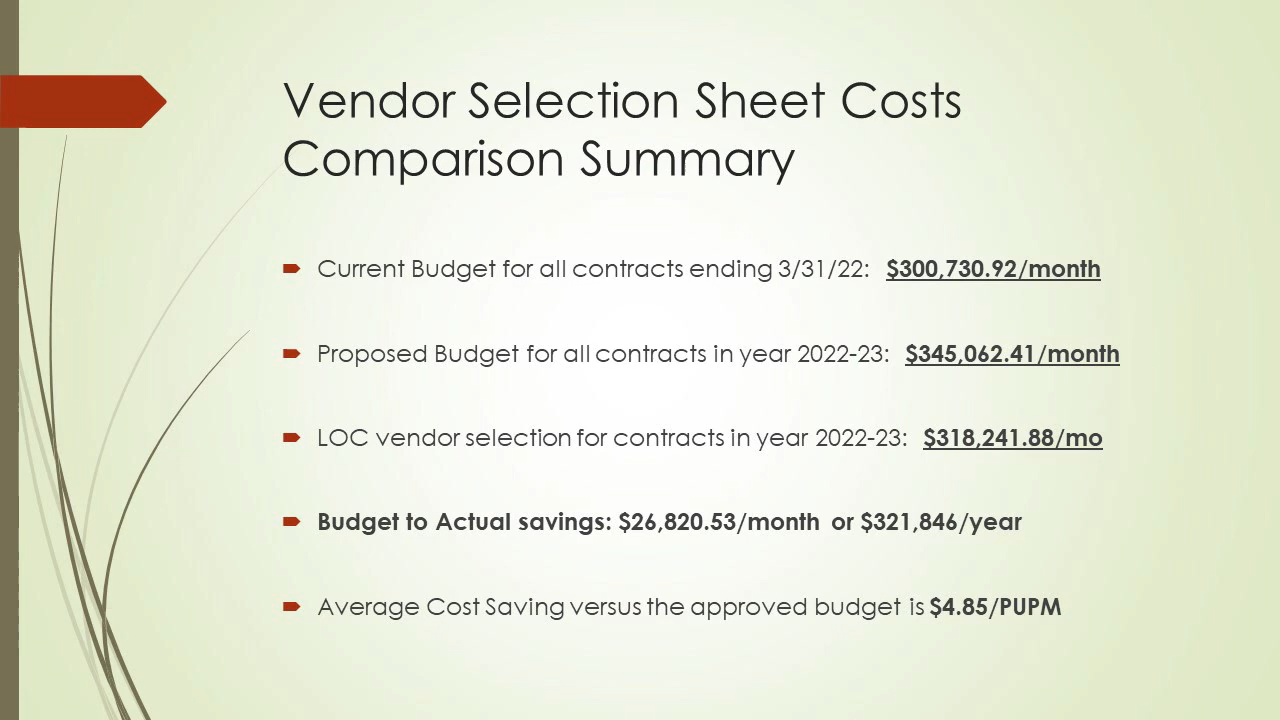 Vendor Selection Sheet Costs
Comparison Summary
Current Budget for all contracts ending 3/31/22: $300,730.92/month
Proposed Budget for all contracts in year 2022-23: $345,062.41/month
LOC vendor selection for contracts in year 2022-23: $318,241.88/mo
Budget to Actual savings: $26,820.53/month or $321,846/year
Average Cost Saving versus the approved budget is $4.85/PUPM